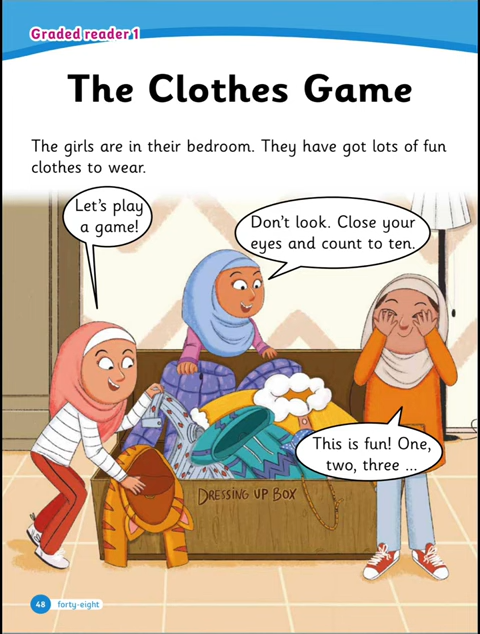 Graded reader 1
The Clothes Game
The girls are in their bedroom. They have got lots of fun
clothes to wear.
Let's play
a game!
Don't look. Close your
eyes and count to ten.
This is fun! One,
two, three ...
DRESSING UP BOX
48 forty-eight